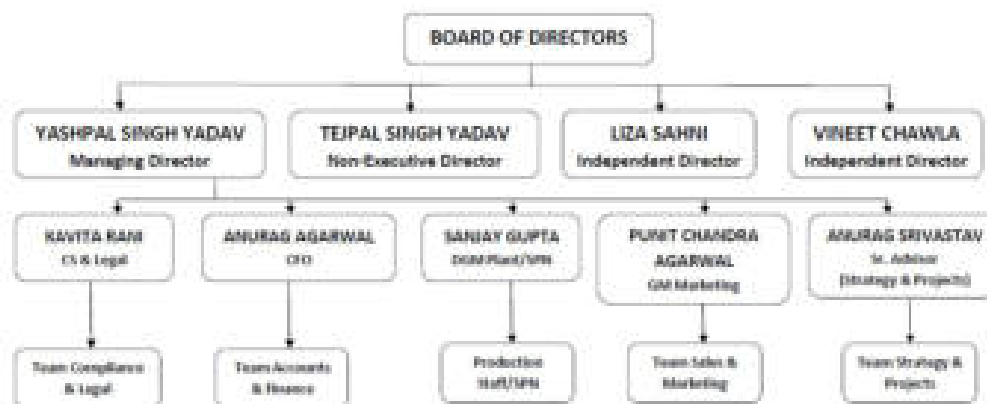 BOARD OF DIRECTORS
YASHPAL SINGH YADAV
Managing Director
TEJPAL SINGH YADAV
Non-Executive Director
LIZA SAHNI
Independent Director
VINEET CHAWLA
Independent Director
KAVITA RANI
CS & Legal
ANURAG AGARWAL
CFO
SANJAY GUPTA
DGM Plant/SPN
PUNIT CHANDRA
AGARWAL
GM Marketing
ANURAG SRIVASTAV
Sr. Advisor
(Strategy & Projects)
Team Compliance
& Legal
Team Accounts
& Finance
Production
Staff/SPN
Team Sales &
Marketing
Team Strategy &
Projects